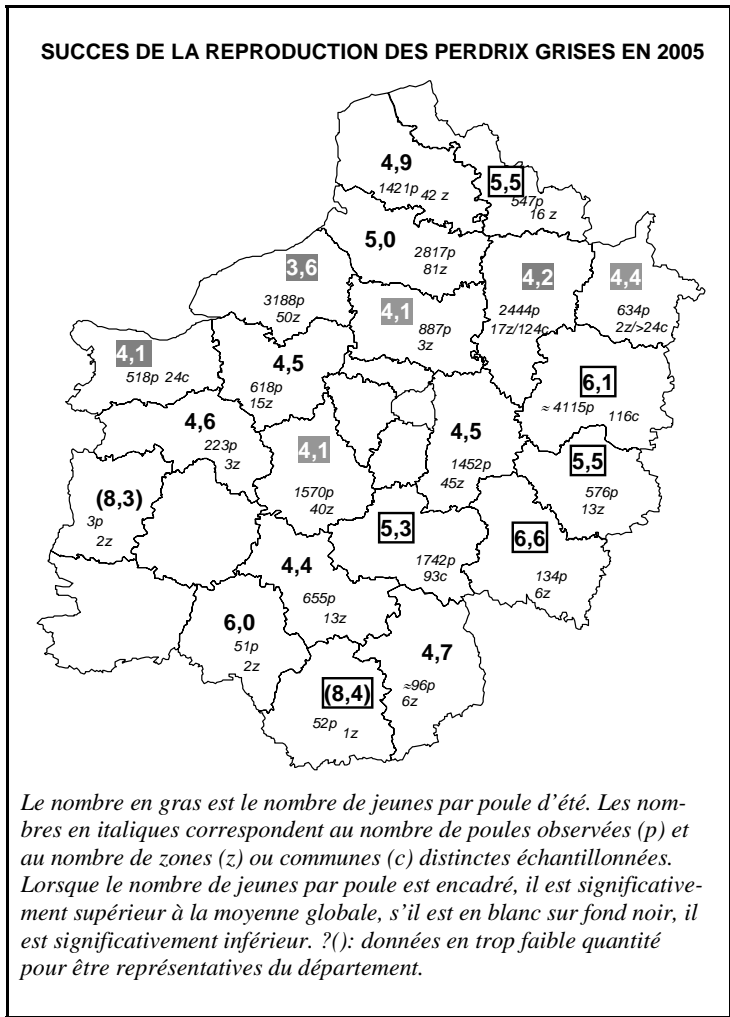 SUCCES DE LA REPRODUCTION DES PERDRIX GRISES EN 2005
4,9
1421p 42 z
5,5
547p
16 z
5,0
2817p
81z
3,6
3188p
50z
4,2
2444p
17z/124c
4,4
634p
2z/>24c
4,1
887p
3z
4,1
518p 24c
4,5
618p
15z
6,1
≈ 4115p
116c
4,6
223p
3z
4,1
1570p
40z
4,5
1452p
45z
5,5
576p
13z
(8,3)
3p
2z
5,3
1742p
93c
6,6
134p
6z
4,4
655p
13z
6,0
51p
2z
4,7
≈96p
6z
(8,4)
52p 1z
Le nombre en gras est le nombre de jeunes par poule d’été. Les nom-
bres en italiques correspondent au nombre de poules observées (p) et
au nombre de zones (z) ou communes (c) distinctes échantillonnées.
Lorsque le nombre de jeunes par poule est encadré, il est significative-
ment supérieur à la moyenne globale, s’il est en blanc sur fond noir, il
est significativement inférieur. ?(): données en trop faible quantité
pour être représentatives du département.